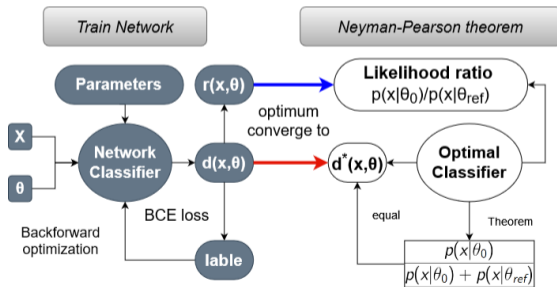 Train Network
Neyman-Pearson theorem
Parameters
r(x,θ)
Likelihood ratio
p(x|θ₀)/p(x|θref)
optimum
converge to
X
θ
Network
Classifier
d(x,θ)
d*(x,θ)
Optimal
Classifier
BCE loss
equal
Theorem
Backforward
optimization
lable
p(x|θ₀)
p(x|θ₀) + p(x|θref)